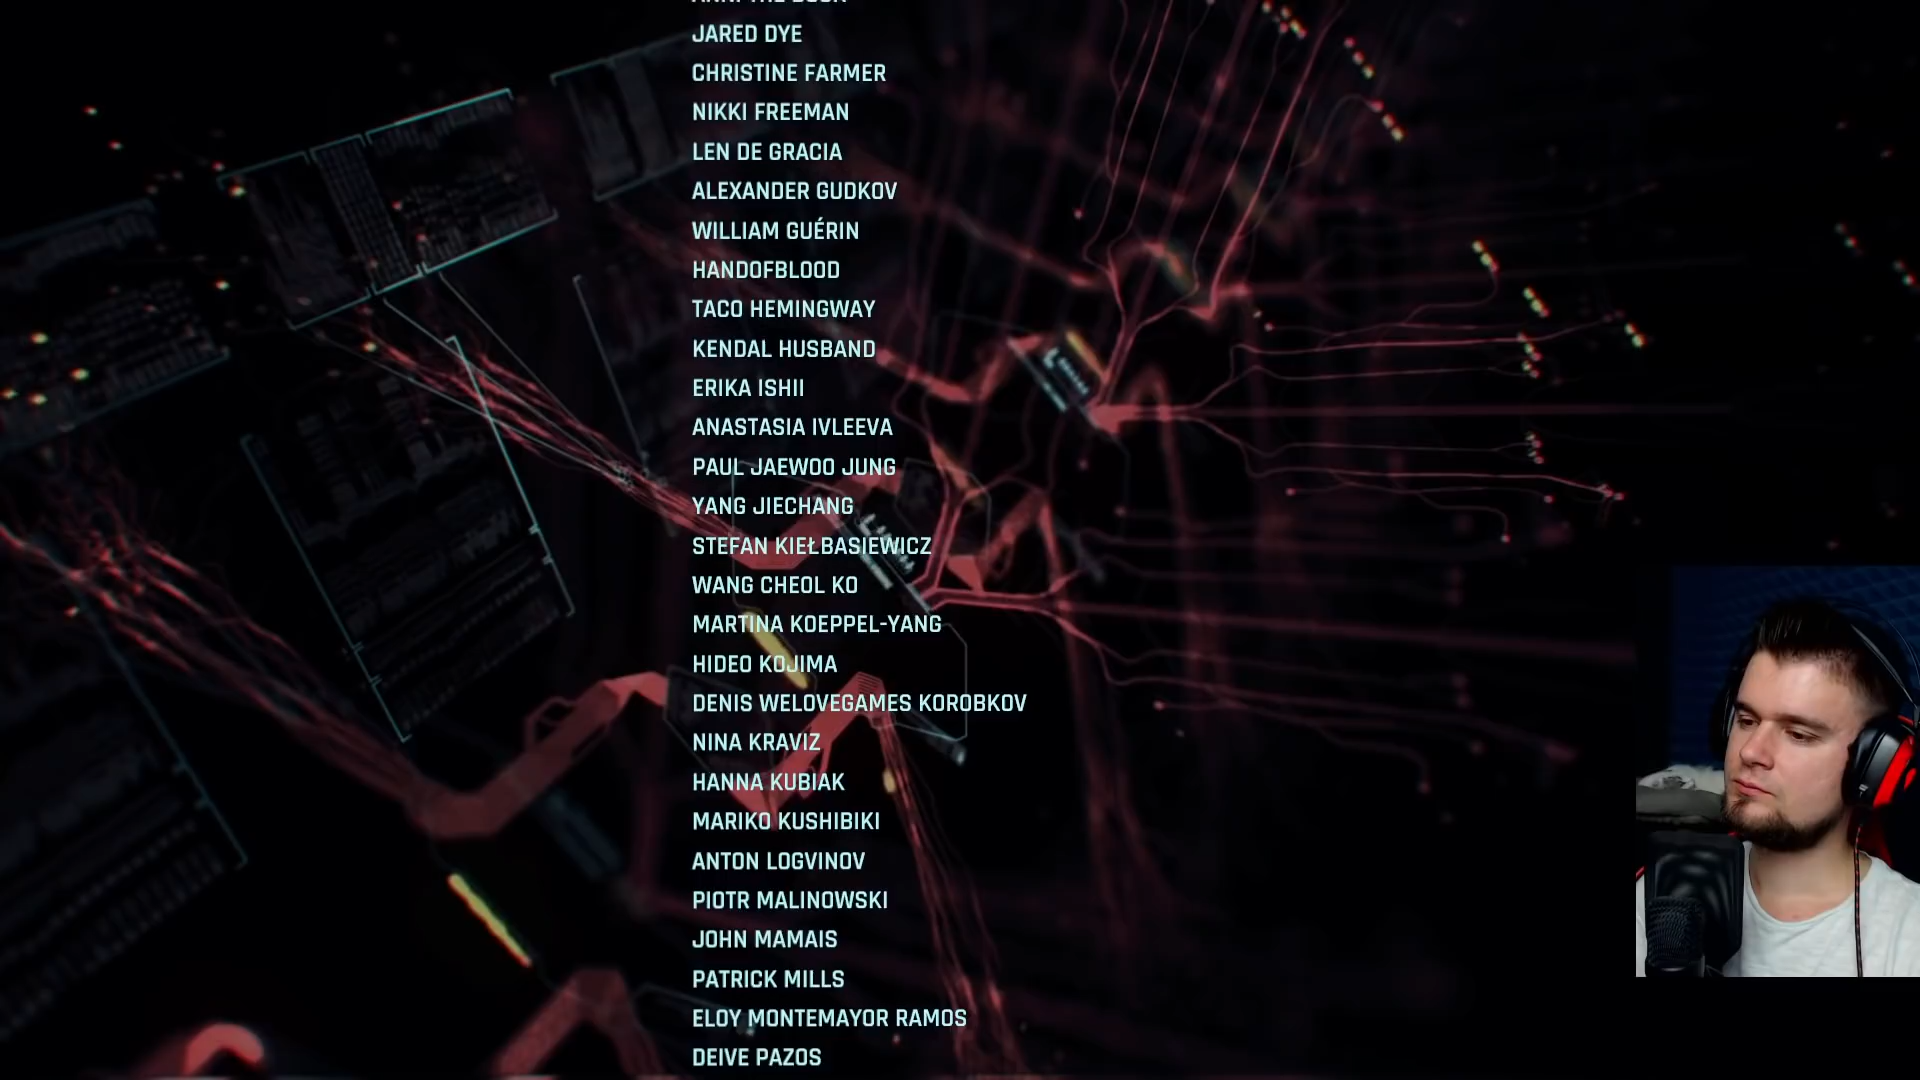 JARED DYE
CHRISTINE FARMER
NIKKI FREEMAN
LEN DE GRACIA
ALEXANDER GUDKOV
WILLIAM GUÉRIN
HANDOFBLOOD
TACO HEMINGWAY
KENDAL HUSBAND
ERIKA ISHII
ANASTASIA IVLEEVA
PAUL JAEWOO JUNG
YANG JIECHANG
STEFAN KIEŁBASIEWICZ
WANG CHEOL KO
MARTINA KOEPPEL-YANG
HIDEO KOJIMA
DENIS WELOVEGAMES KOROBKOV
NINA KRAVIZ
HANNA KUBIAK
MARIKO KUSHIBIKI
ANTON LOGVINOV
PIOTR MALINOWSKI
JOHN MAMAIS
PATRICK MILLS
ELOY MONTEMAYOR RAMOS
DEIVE PAZOS